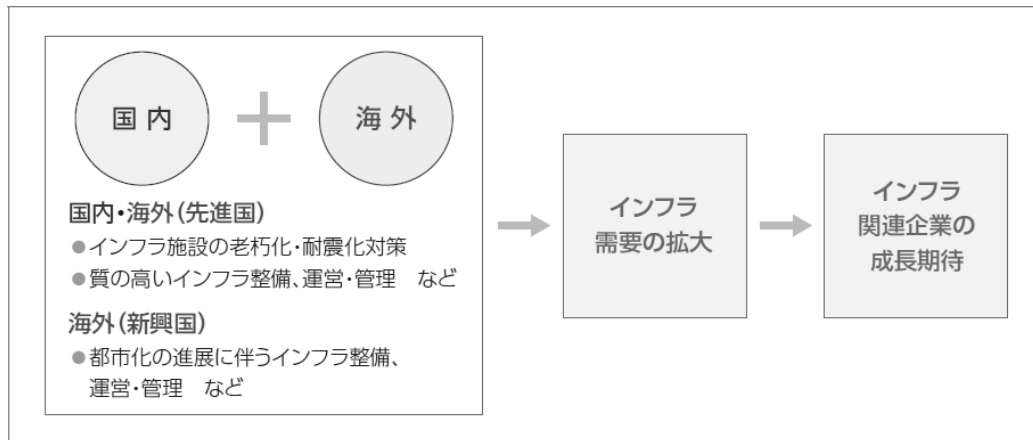 国内
海外
国内・海外(先進国)
●インフラ施設の老朽化・耐震化対策
●質の高いインフラ整備、運営・管理　など
海外(新興国)
●都市化の進展に伴うインフラ整備、
運営・管理　など
インフラ
需要の拡大
インフラ
関連企業の
成長期待